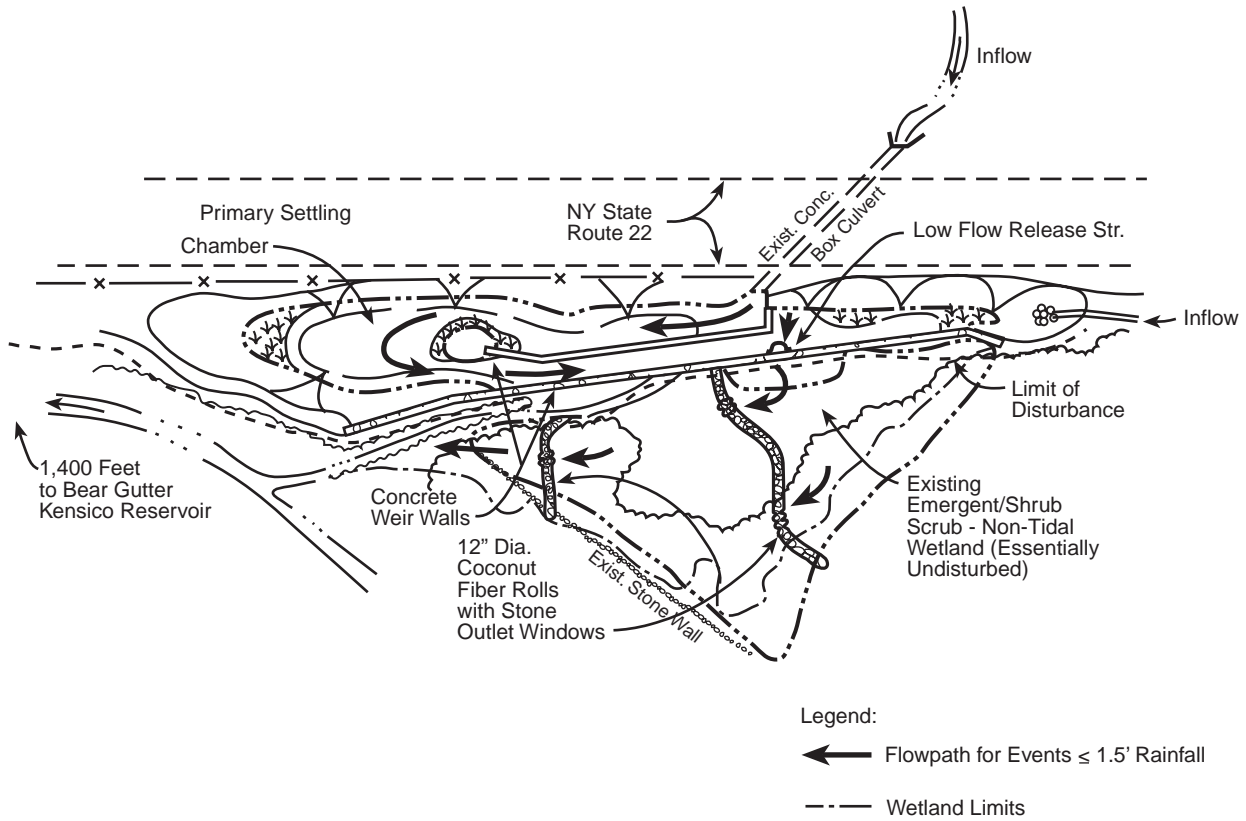 Inflow
Primary Settling
Chamber
NY State
Route 22
Exist. Conc.
Box Culvert
Low Flow Release Str.
Inflow
Limit of
Disturbance
1,400 Feet
to Bear Gutter
Kensico Reservoir
Concrete
Weir Walls
12” Dia.
Coconut
Fiber Rolls
with Stone
Outlet Windows
Exist. Stone Wall
Existing
Emergent/Shrub
Scrub - Non-Tidal
Wetland (Essentially
Undisturbed)
Legend:
Flowpath for Events ≤ 1.5’ Rainfall
Wetland Limits